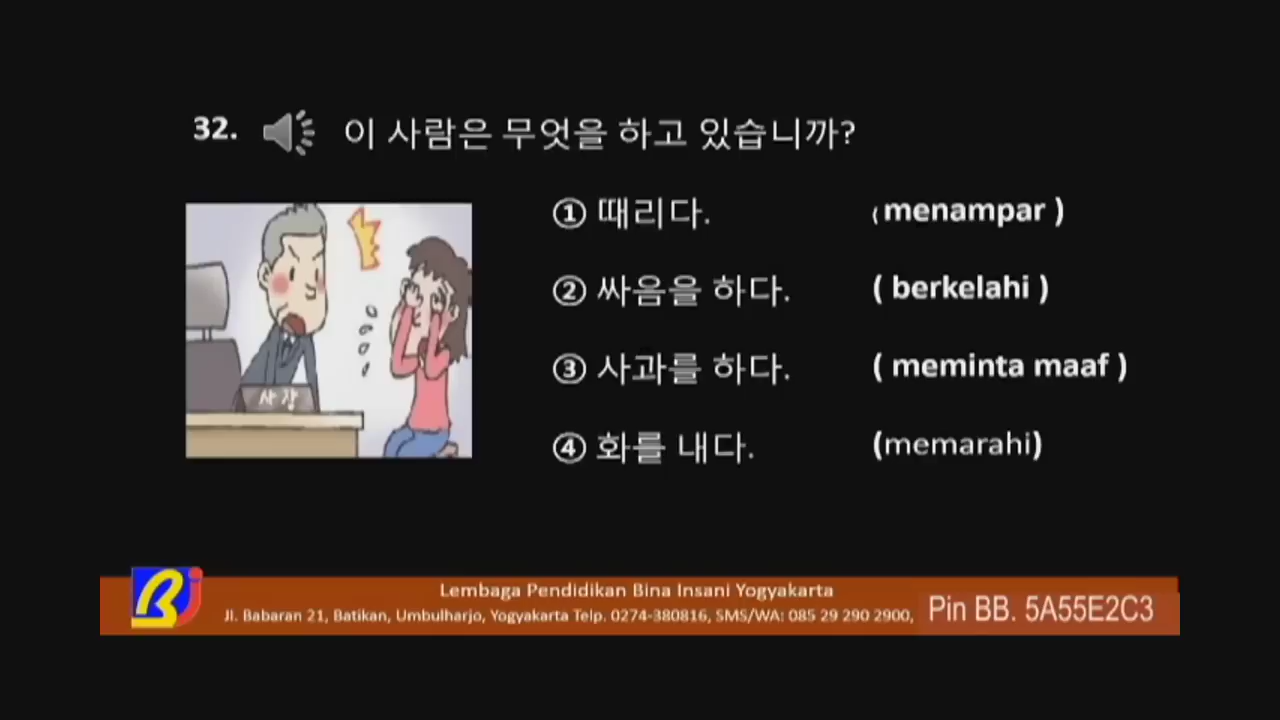 32. 이 사람은 무엇을 하고 있습니까?
① 때리다. ( menampar )
② 싸음을 하다. ( berkelahi )
③ 사과를 하다. ( meminta maaf )
④ 화를 내다. (memarahi)
사 장
Lembaga Pendidikan Bina Insani Yogyakarta
Jl. Babaran 21, Batikan, Umbulharjo, Yogyakarta Telp. 0274-380816, SMS/WA: 085 29 290 2900, Pin BB. 5A55E2C3